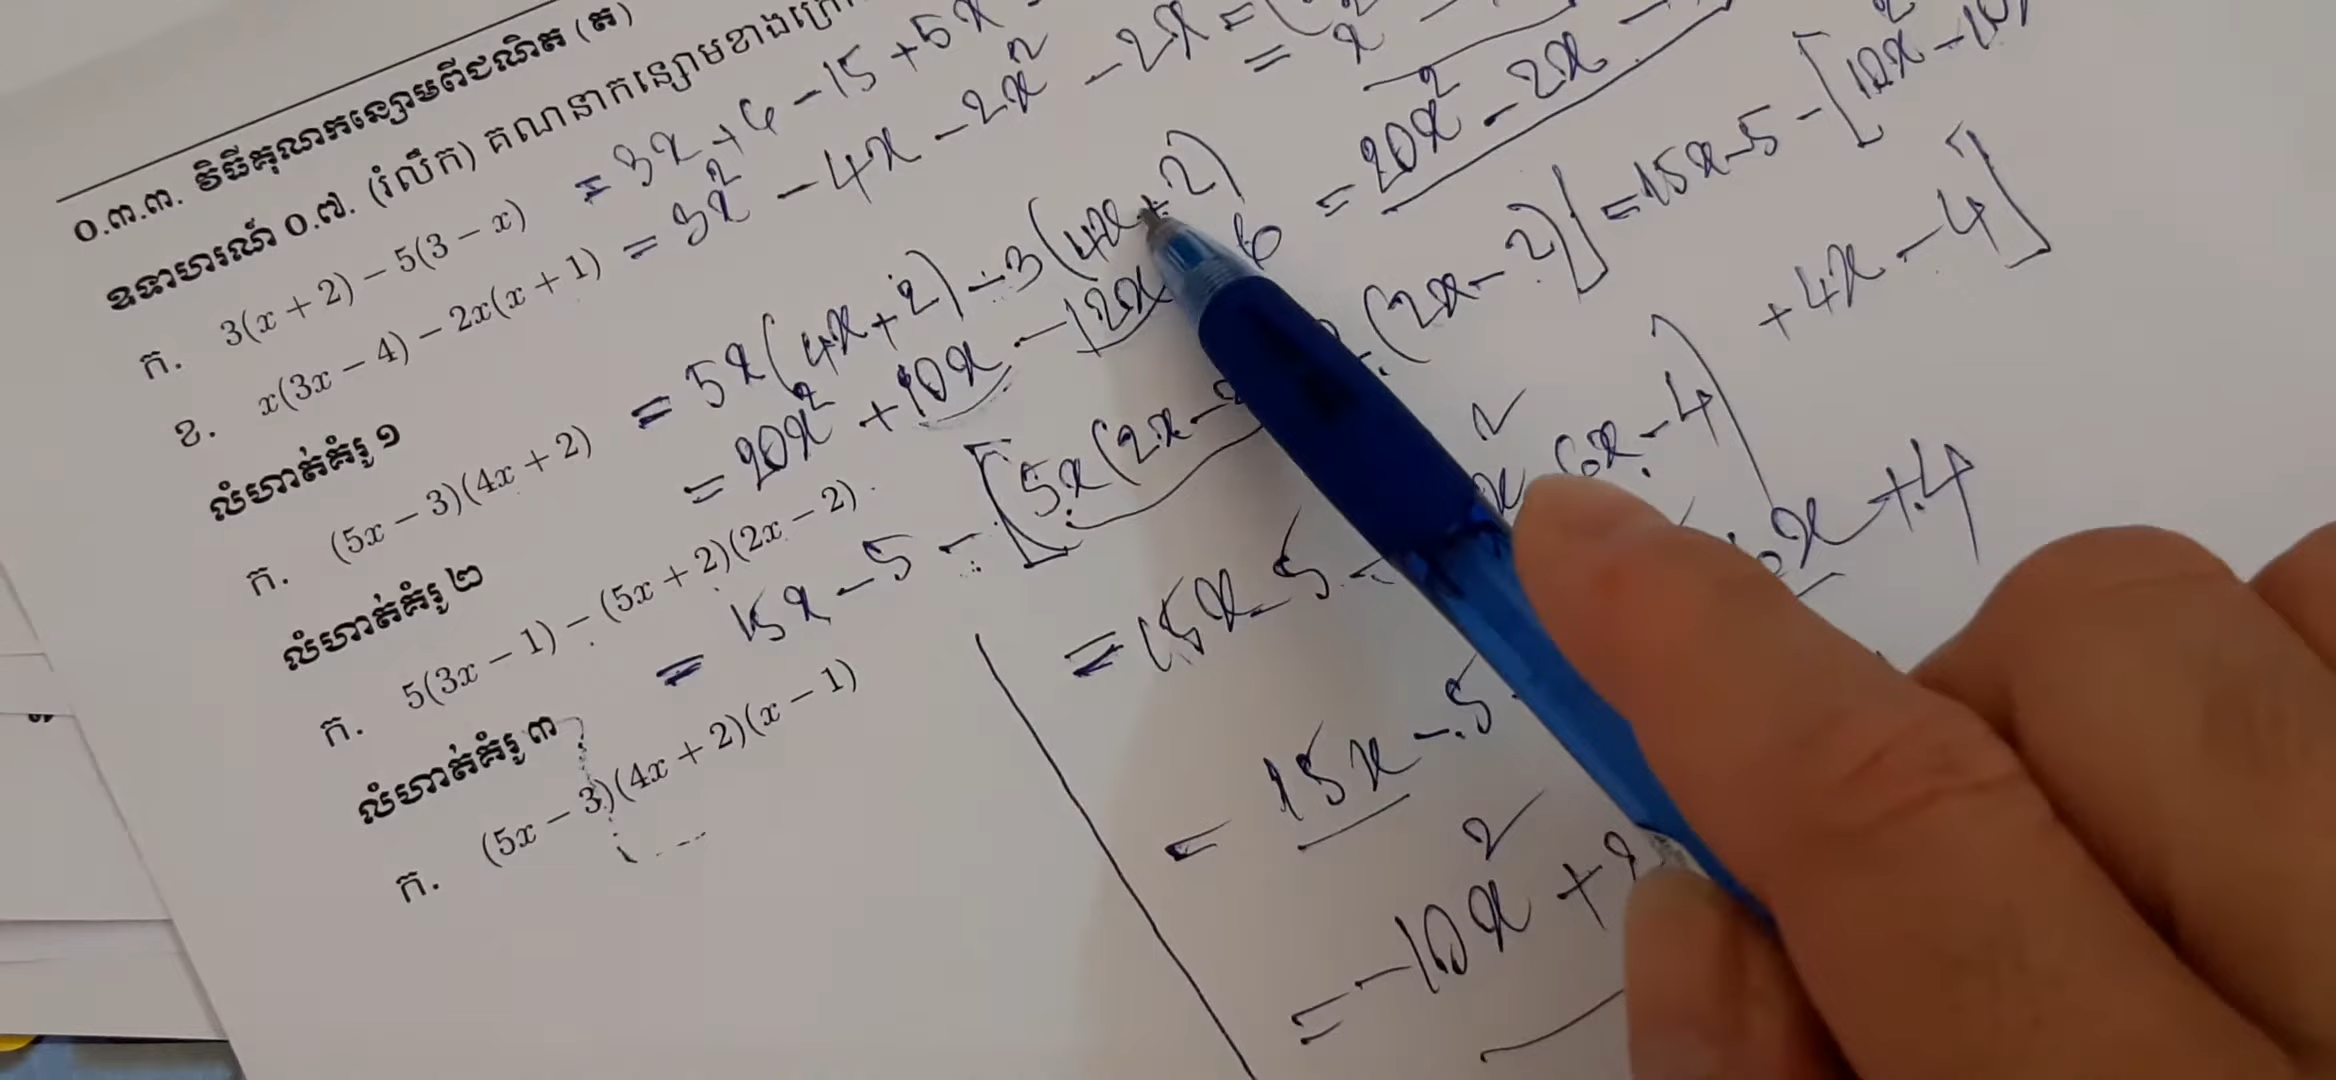 ០.៣.៣. វិធីគុណកន្សោមពីជណិត (ត)
ឧទាហរណ៍ ០.៧. (រំលឹក) គណនាកន្សោមខាងក្រោ
ក. 3(x + 2) − 5(3 − x) = 3x + 6 − 15 + 5x
ខ. x(3x − 4) − 2x(x + 1) = 3x² − 4x − 2x² − 2x =
= x²
លំហាត់គំរូ ១
ក. (5x − 3)(4x + 2) = 5x(4x + 2) − 3(4x + 2)
= 20x² + 10x − 12x 6 = 20x² − 2x −
លំហាត់គំរូ ២
ក. 5(3x − 1) − (5x + 2)(2x − 2)
= 15x − 5 − [5x(2x − (2x − 2)] = 15x − 5 − [10x² − 10
+ 4x − 4]
= 15x − 5 − 6x − 4)
= 15x − 5 x + 4
= −10x² +
លំហាត់គំរូ ៣
ក. (5x − 3)(4x + 2)(x − 1)